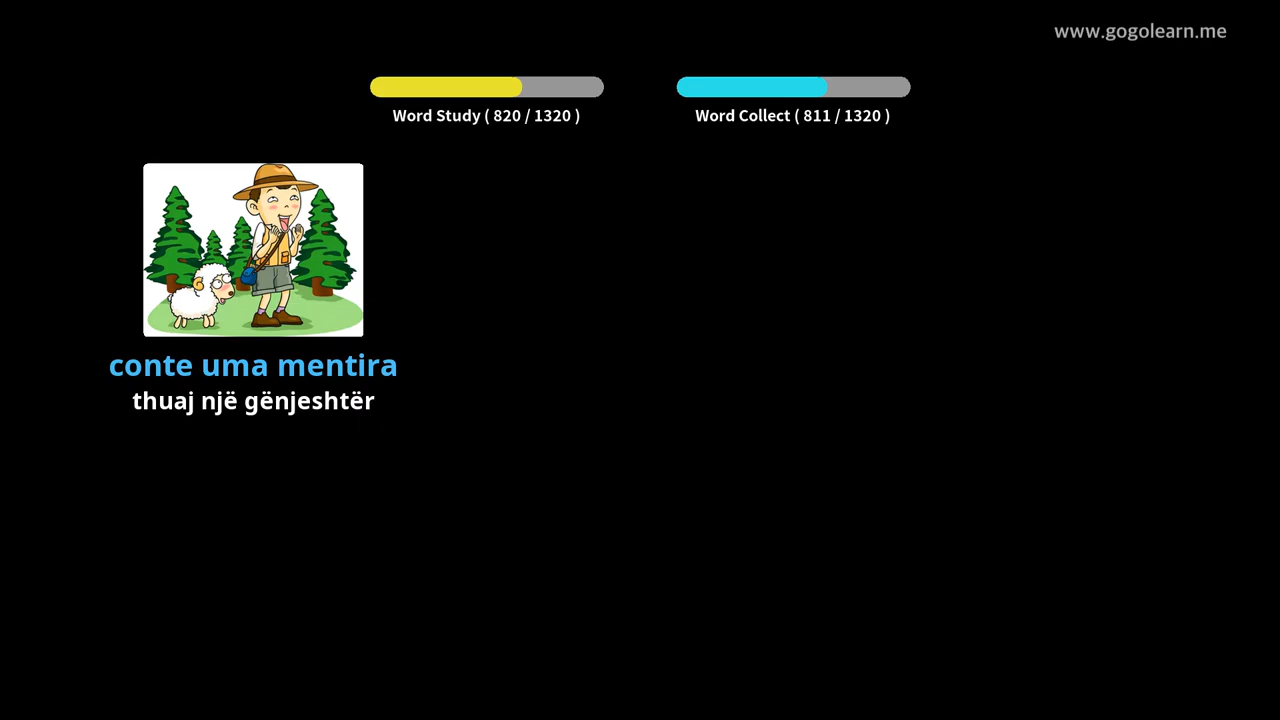 www.gogolearn.me
Word Study ( 820 / 1320 )
Word Collect ( 811 / 1320 )
conte uma mentira
thuaj një gënjeshtër